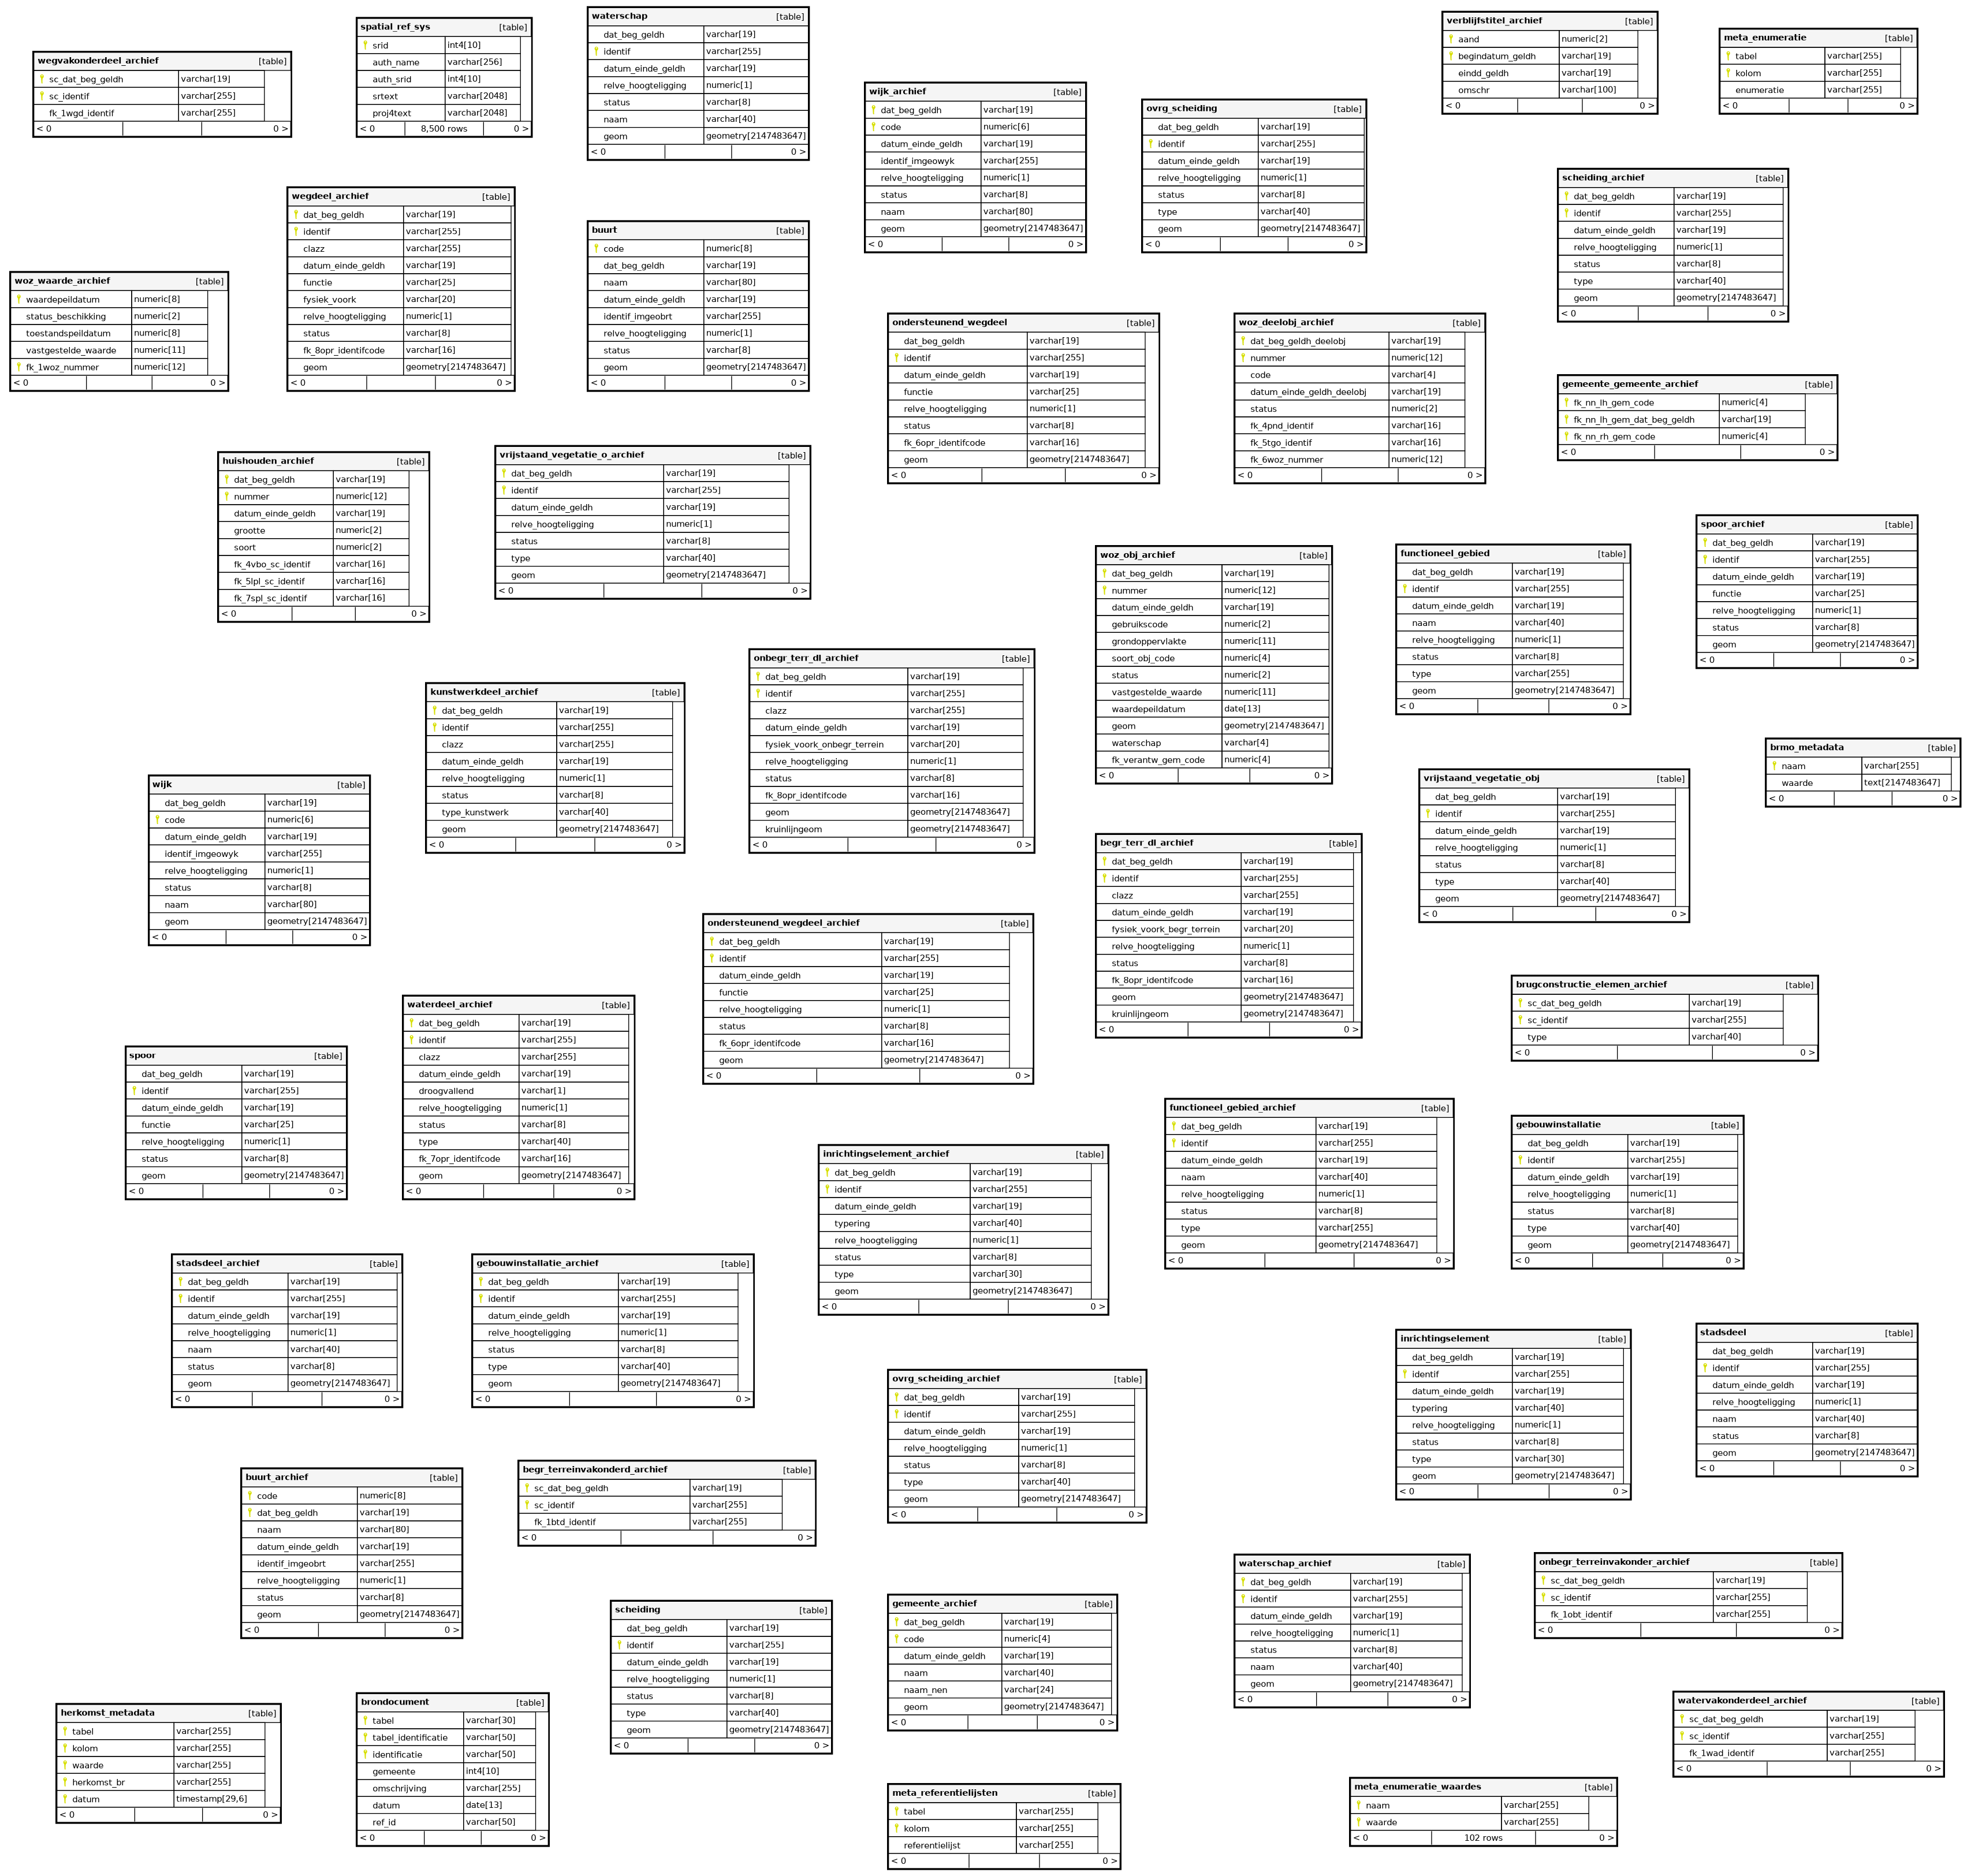 wegvakonderdeel_archief [table]
sc_dat_beg_geldh varchar[19]
sc_identif varchar[255]
fk_1wgd_identif varchar[255]
< 0 0 >
spatial_ref_sys [table]
srid int4[10]
auth_name varchar[256]
auth_srid int4[10]
srtext varchar[2048]
proj4text varchar[2048]
< 0 8,500 rows 0 >
waterschap [table]
dat_beg_geldh varchar[19]
identif varchar[255]
datum_einde_geldh varchar[19]
relve_hoogteligging numeric[1]
status varchar[8]
naam varchar[40]
geom geometry[2147483647]
< 0 0 >
wijk_archief [table]
dat_beg_geldh varchar[19]
code numeric[6]
datum_einde_geldh varchar[19]
identif_imgeowyk varchar[255]
relve_hoogteligging numeric[1]
status varchar[8]
naam varchar[80]
geom geometry[2147483647]
< 0 0 >
ovrg_scheiding [table]
dat_beg_geldh varchar[19]
identif varchar[255]
datum_einde_geldh varchar[19]
relve_hoogteligging numeric[1]
status varchar[8]
type varchar[40]
geom geometry[2147483647]
< 0 0 >
verblijfstitel_archief [table]
aand numeric[2]
begindatum_geldh varchar[19]
eindd_geldh varchar[19]
omschr varchar[100]
< 0 0 >
meta_enumeratie [table]
tabel varchar[255]
kolom varchar[255]
enumeratie varchar[255]
< 0 0 >
scheiding_archief [table]
dat_beg_geldh varchar[19]
identif varchar[255]
datum_einde_geldh varchar[19]
relve_hoogteligging numeric[1]
status varchar[8]
type varchar[40]
geom geometry[2147483647]
< 0 0 >
wegdeel_archief [table]
dat_beg_geldh varchar[19]
identif varchar[255]
clazz varchar[255]
datum_einde_geldh varchar[19]
functie varchar[25]
fysiek_voork varchar[20]
relve_hoogteligging numeric[1]
status varchar[8]
fk_8opr_identifcode varchar[16]
geom geometry[2147483647]
< 0 0 >
buurt [table]
code numeric[8]
dat_beg_geldh varchar[19]
naam varchar[80]
datum_einde_geldh varchar[19]
identif_imgeobrt varchar[255]
relve_hoogteligging numeric[1]
status varchar[8]
geom geometry[2147483647]
< 0 0 >
woz_waarde_archief [table]
waardepeildatum numeric[8]
status_beschikking numeric[2]
toestandspeildatum numeric[8]
vastgestelde_waarde numeric[11]
fk_1woz_nummer numeric[12]
< 0 0 >
ondersteunend_wegdeel [table]
dat_beg_geldh varchar[19]
identif varchar[255]
datum_einde_geldh varchar[19]
functie varchar[25]
relve_hoogteligging numeric[1]
status varchar[8]
fk_6opr_identifcode varchar[16]
geom geometry[2147483647]
< 0 0 >
woz_deelobj_archief [table]
dat_beg_geldh_deelobj varchar[19]
nummer numeric[12]
code varchar[4]
datum_einde_geldh_deelobj varchar[19]
status numeric[2]
fk_4pnd_identif varchar[16]
fk_5tgo_identif varchar[16]
fk_6woz_nummer numeric[12]
< 0 0 >
gemeente_gemeente_archief [table]
fk_nn_lh_gem_code numeric[4]
fk_nn_lh_gem_dat_beg_geldh varchar[19]
fk_nn_rh_gem_code numeric[4]
< 0 0 >
huishouden_archief [table]
dat_beg_geldh varchar[19]
nummer numeric[12]
datum_einde_geldh varchar[19]
grootte numeric[2]
soort numeric[2]
fk_4vbo_sc_identif varchar[16]
fk_5lpl_sc_identif varchar[16]
fk_7spl_sc_identif varchar[16]
< 0 0 >
vrijstaand_vegetatie_o_archief [table]
dat_beg_geldh varchar[19]
identif varchar[255]
datum_einde_geldh varchar[19]
relve_hoogteligging numeric[1]
status varchar[8]
type varchar[40]
geom geometry[2147483647]
< 0 0 >
woz_obj_archief [table]
dat_beg_geldh varchar[19]
nummer numeric[12]
datum_einde_geldh varchar[19]
gebruikscode numeric[2]
grondoppervlakte numeric[11]
soort_obj_code numeric[4]
status numeric[2]
vastgestelde_waarde numeric[11]
waardepeildatum date[13]
geom geometry[2147483647]
waterschap varchar[4]
fk_verantw_gem_code numeric[4]
< 0 0 >
functioneel_gebied [table]
dat_beg_geldh varchar[19]
identif varchar[255]
datum_einde_geldh varchar[19]
naam varchar[40]
relve_hoogteligging numeric[1]
status varchar[8]
type varchar[255]
geom geometry[2147483647]
< 0 0 >
spoor_archief [table]
dat_beg_geldh varchar[19]
identif varchar[255]
datum_einde_geldh varchar[19]
functie varchar[25]
relve_hoogteligging numeric[1]
status varchar[8]
geom geometry[2147483647]
< 0 0 >
onbegr_terr_dl_archief [table]
dat_beg_geldh varchar[19]
identif varchar[255]
clazz varchar[255]
datum_einde_geldh varchar[19]
fysiek_voork_onbegr_terrein varchar[20]
relve_hoogteligging numeric[1]
status varchar[8]
fk_8opr_identifcode varchar[16]
geom geometry[2147483647]
kruinlijngeom geometry[2147483647]
< 0 0 >
kunstwerkdeel_archief [table]
dat_beg_geldh varchar[19]
identif varchar[255]
clazz varchar[255]
datum_einde_geldh varchar[19]
relve_hoogteligging numeric[1]
status varchar[8]
type_kunstwerk varchar[40]
geom geometry[2147483647]
< 0 0 >
brmo_metadata [table]
naam varchar[255]
waarde text[2147483647]
< 0 0 >
wijk [table]
dat_beg_geldh varchar[19]
code numeric[6]
datum_einde_geldh varchar[19]
identif_imgeowyk varchar[255]
relve_hoogteligging numeric[1]
status varchar[8]
naam varchar[80]
geom geometry[2147483647]
< 0 0 >
vrijstaand_vegetatie_obj [table]
dat_beg_geldh varchar[19]
identif varchar[255]
datum_einde_geldh varchar[19]
relve_hoogteligging numeric[1]
status varchar[8]
type varchar[40]
geom geometry[2147483647]
< 0 0 >
begr_terr_dl_archief [table]
dat_beg_geldh varchar[19]
identif varchar[255]
clazz varchar[255]
datum_einde_geldh varchar[19]
fysiek_voork_begr_terrein varchar[20]
relve_hoogteligging numeric[1]
status varchar[8]
fk_8opr_identifcode varchar[16]
geom geometry[2147483647]
kruinlijngeom geometry[2147483647]
< 0 0 >
ondersteunend_wegdeel_archief [table]
dat_beg_geldh varchar[19]
identif varchar[255]
datum_einde_geldh varchar[19]
functie varchar[25]
relve_hoogteligging numeric[1]
status varchar[8]
fk_6opr_identifcode varchar[16]
geom geometry[2147483647]
< 0 0 >
brugconstructie_elemen_archief [table]
sc_dat_beg_geldh varchar[19]
sc_identif varchar[255]
type varchar[40]
< 0 0 >
waterdeel_archief [table]
dat_beg_geldh varchar[19]
identif varchar[255]
clazz varchar[255]
datum_einde_geldh varchar[19]
droogvallend varchar[1]
relve_hoogteligging numeric[1]
status varchar[8]
type varchar[40]
fk_7opr_identifcode varchar[16]
geom geometry[2147483647]
< 0 0 >
spoor [table]
dat_beg_geldh varchar[19]
identif varchar[255]
datum_einde_geldh varchar[19]
functie varchar[25]
relve_hoogteligging numeric[1]
status varchar[8]
geom geometry[2147483647]
< 0 0 >
functioneel_gebied_archief [table]
dat_beg_geldh varchar[19]
identif varchar[255]
datum_einde_geldh varchar[19]
naam varchar[40]
relve_hoogteligging numeric[1]
status varchar[8]
type varchar[255]
geom geometry[2147483647]
< 0 0 >
gebouwinstallatie [table]
dat_beg_geldh varchar[19]
identif varchar[255]
datum_einde_geldh varchar[19]
relve_hoogteligging numeric[1]
status varchar[8]
type varchar[40]
geom geometry[2147483647]
< 0 0 >
inrichtingselement_archief [table]
dat_beg_geldh varchar[19]
identif varchar[255]
datum_einde_geldh varchar[19]
typering varchar[40]
relve_hoogteligging numeric[1]
status varchar[8]
type varchar[30]
geom geometry[2147483647]
< 0 0 >
stadsdeel_archief [table]
dat_beg_geldh varchar[19]
identif varchar[255]
datum_einde_geldh varchar[19]
relve_hoogteligging numeric[1]
naam varchar[40]
status varchar[8]
geom geometry[2147483647]
< 0 0 >
gebouwinstallatie_archief [table]
dat_beg_geldh varchar[19]
identif varchar[255]
datum_einde_geldh varchar[19]
relve_hoogteligging numeric[1]
status varchar[8]
type varchar[40]
geom geometry[2147483647]
< 0 0 >
inrichtingselement [table]
dat_beg_geldh varchar[19]
identif varchar[255]
datum_einde_geldh varchar[19]
typering varchar[40]
relve_hoogteligging numeric[1]
status varchar[8]
type varchar[30]
geom geometry[2147483647]
< 0 0 >
stadsdeel [table]
dat_beg_geldh varchar[19]
identif varchar[255]
datum_einde_geldh varchar[19]
relve_hoogteligging numeric[1]
naam varchar[40]
status varchar[8]
geom geometry[2147483647]
< 0 0 >
ovrg_scheiding_archief [table]
dat_beg_geldh varchar[19]
identif varchar[255]
datum_einde_geldh varchar[19]
relve_hoogteligging numeric[1]
status varchar[8]
type varchar[40]
geom geometry[2147483647]
< 0 0 >
buurt_archief [table]
code numeric[8]
dat_beg_geldh varchar[19]
naam varchar[80]
datum_einde_geldh varchar[19]
identif_imgeobrt varchar[255]
relve_hoogteligging numeric[1]
status varchar[8]
geom geometry[2147483647]
< 0 0 >
begr_terreinvakonderd_archief [table]
sc_dat_beg_geldh varchar[19]
sc_identif varchar[255]
fk_1btd_identif varchar[255]
< 0 0 >
waterschap_archief [table]
dat_beg_geldh varchar[19]
identif varchar[255]
datum_einde_geldh varchar[19]
relve_hoogteligging numeric[1]
status varchar[8]
naam varchar[40]
geom geometry[2147483647]
< 0 0 >
onbegr_terreinvakonder_archief [table]
sc_dat_beg_geldh varchar[19]
sc_identif varchar[255]
fk_1obt_identif varchar[255]
< 0 0 >
scheiding [table]
dat_beg_geldh varchar[19]
identif varchar[255]
datum_einde_geldh varchar[19]
relve_hoogteligging numeric[1]
status varchar[8]
type varchar[40]
geom geometry[2147483647]
< 0 0 >
gemeente_archief [table]
dat_beg_geldh varchar[19]
code numeric[4]
datum_einde_geldh varchar[19]
naam varchar[40]
naam_nen varchar[24]
geom geometry[2147483647]
< 0 0 >
herkomst_metadata [table]
tabel varchar[255]
kolom varchar[255]
waarde varchar[255]
herkomst_br varchar[255]
datum timestamp[29,6]
< 0 0 >
brondocument [table]
tabel varchar[30]
tabel_identificatie varchar[50]
identificatie varchar[50]
gemeente int4[10]
omschrijving varchar[255]
datum date[13]
ref_id varchar[50]
< 0 0 >
watervakonderdeel_archief [table]
sc_dat_beg_geldh varchar[19]
sc_identif varchar[255]
fk_1wad_identif varchar[255]
< 0 0 >
meta_referentielijsten [table]
tabel varchar[255]
kolom varchar[255]
referentielijst varchar[255]
< 0 0 >
meta_enumeratie_waardes [table]
naam varchar[255]
waarde varchar[255]
< 0 102 rows 0 >